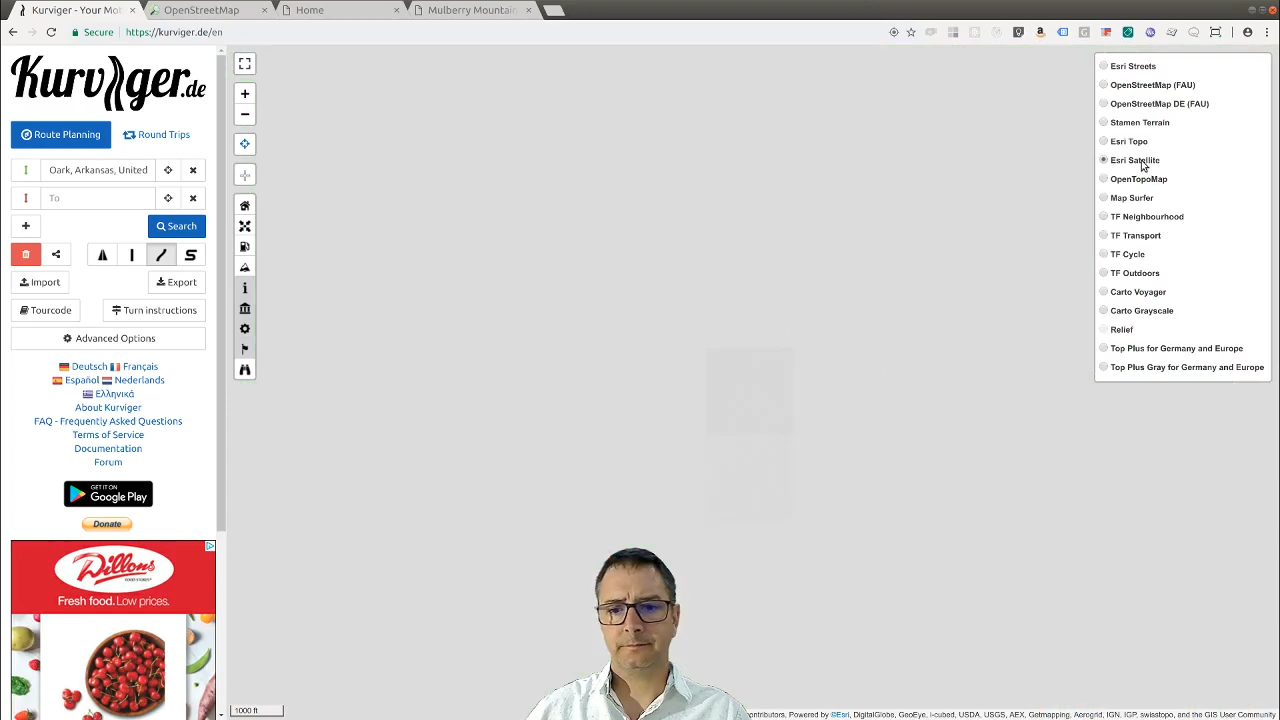 Kurviger - Your Mot
OpenStreetMap
Home
Mulberry Mountain
Secure
https://kurviger.de/en
Kurviger.de
Route Planning
Round Trips
Oark, Arkansas, United
To
Search
Import
Export
Tourcode
Turn instructions
Advanced Options
Deutsch Français
Español Nederlands
Ελληνικά
About Kurviger
FAQ - Frequently Asked Questions
Terms of Service
Documentation
Forum
GET IT ON
Google Play
Donate
Dillons
FOOD STORES
Fresh food. Low prices.
Esri Streets
OpenStreetMap (FAU)
OpenStreetMap DE (FAU)
Stamen Terrain
Esri Topo
Esri Satellite
OpenTopoMap
Map Surfer
TF Neighbourhood
TF Transport
TF Cycle
TF Outdoors
Carto Voyager
Carto Grayscale
Relief
Top Plus for Germany and Europe
Top Plus Gray for Germany and Europe
1000 ft
ontributors, Powered by ©Esri, DigitalGlobe, GeoEye, i-cubed, USDA, USGS, AEX, Getmapping, Aerogrid, IGN, IGP, swisstopo, and the GIS User Community